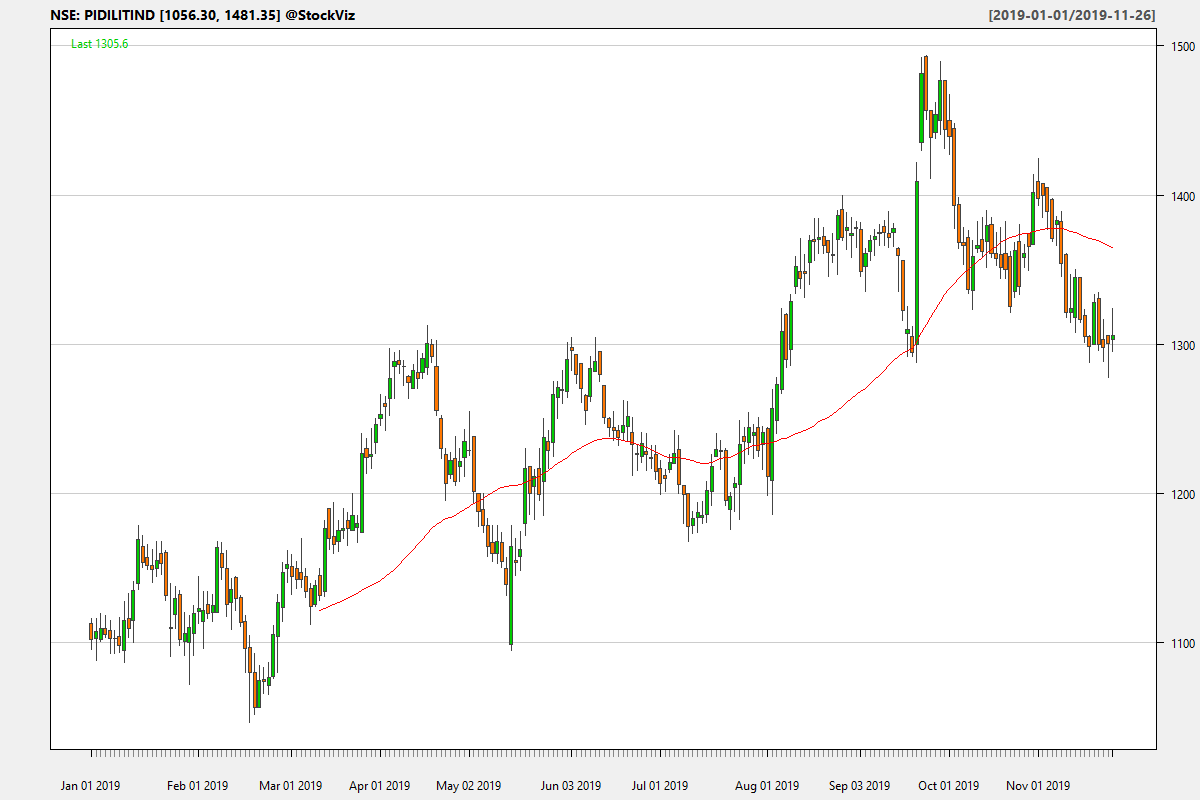 NSE: PIDILITIND [1056.30, 1481.35] @StockViz [2019-01-01/2019-11-26]
Last 1305.6
1500
1400
1300
1200
1100
Jan 01 2019 Feb 01 2019 Mar 01 2019 Apr 01 2019 May 02 2019 Jun 03 2019 Jul 01 2019 Aug 01 2019 Sep 03 2019 Oct 01 2019 Nov 01 2019